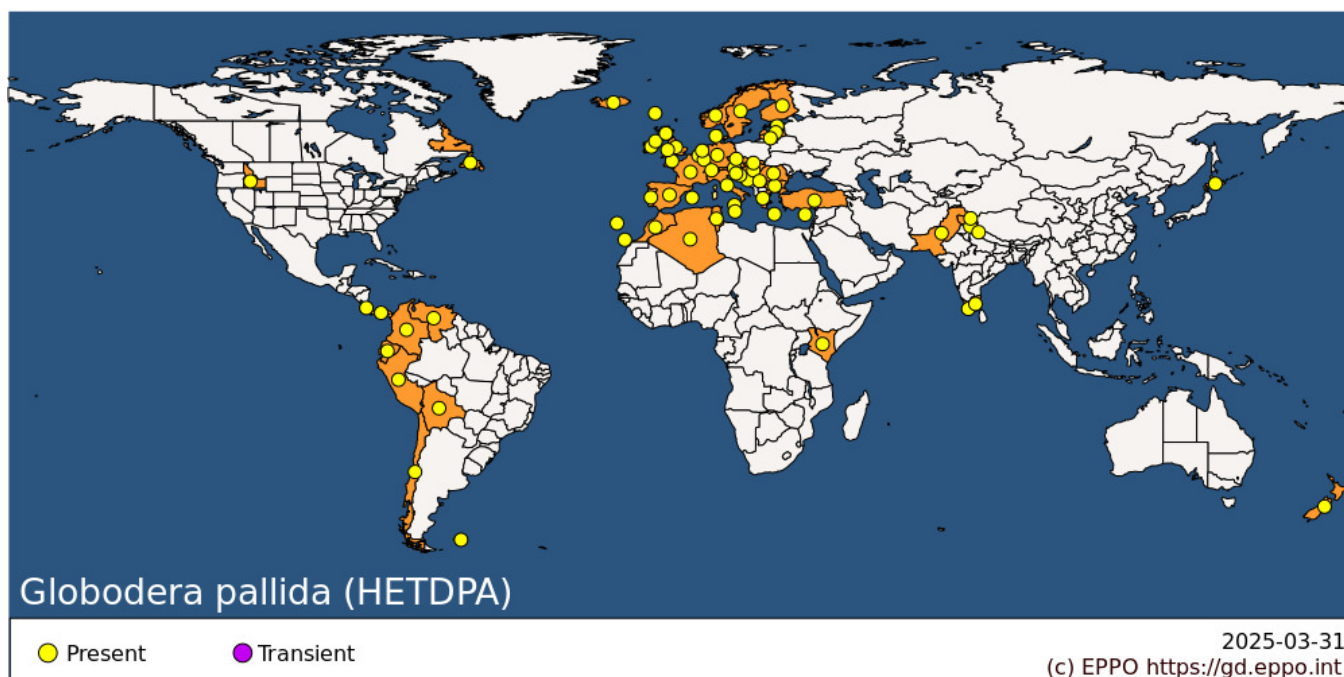 Globodera pallida (HETDPA)
Present
Transient
2025-03-31
(c) EPPO https://gd.eppo.int